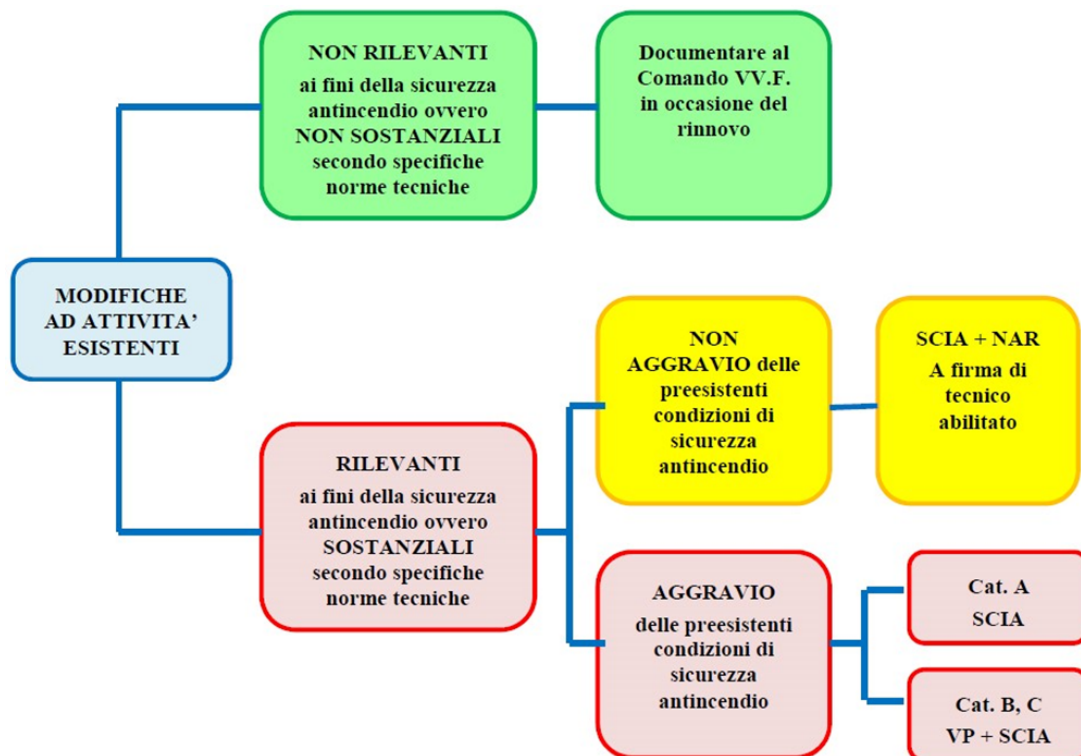 NON RILEVANTI
ai fini della sicurezza
antincendio ovvero
NON SOSTANZIALI
secondo specifiche
norme tecniche
Documentare al
Comando VV.F.
in occasione del
rinnovo
MODIFICHE
AD ATTIVITA’
ESISTENTI
RILEVANTI
ai fini della sicurezza
antincendio ovvero
SOSTANZIALI
secondo specifiche
norme tecniche
NON
AGGRAVIO delle
preesistenti
condizioni di
sicurezza
antincendio
SCIA + NAR
A firma di
tecnico
abilitato
AGGRAVIO
delle preesistenti
condizioni di
sicurezza
antincendio
Cat. A
SCIA
Cat. B, C
VP + SCIA